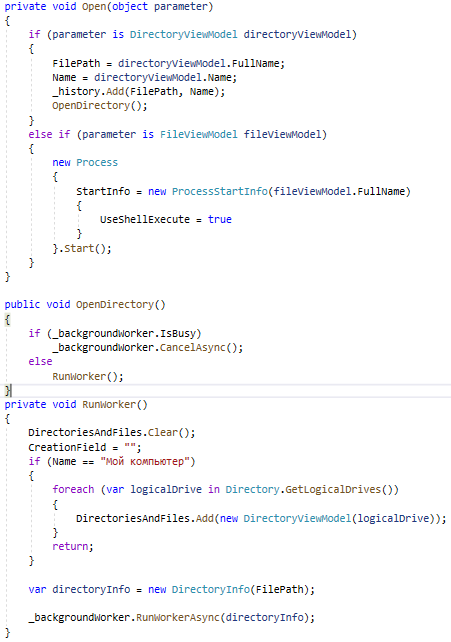 private void Open(object parameter)
{
if (parameter is DirectoryViewModel directoryViewModel)
{
FilePath = directoryViewModel.FullName;
Name = directoryViewModel.Name;
_history.Add(FilePath, Name);
OpenDirectory();
}
else if (parameter is FileViewModel fileViewModel)
{
new Process
{
StartInfo = new ProcessStartInfo(fileViewModel.FullName)
{
UseShellExecute = true
}
}.Start();
}
}
public void OpenDirectory()
{
if (_backgroundWorker.IsBusy)
_backgroundWorker.CancelAsync();
else
RunWorker();
}
private void RunWorker()
{
DirectoriesAndFiles.Clear();
CreationField = "";
if (Name == "Мой компьютер")
{
foreach (var logicalDrive in Directory.GetLogicalDrives())
{
DirectoriesAndFiles.Add(new DirectoryViewModel(logicalDrive));
}
return;
}
var directoryInfo = new DirectoryInfo(FilePath);
_backgroundWorker.RunWorkerAsync(directoryInfo);
}